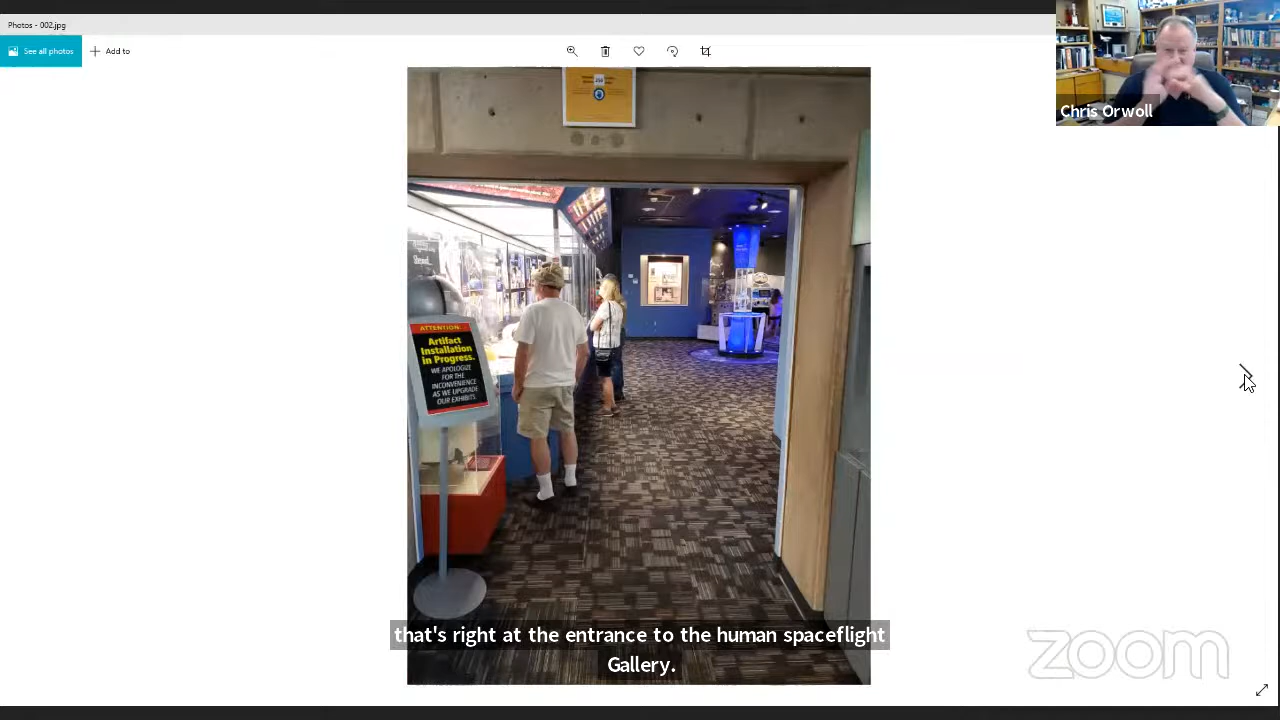 Photos - 002.jpg
See all photos
Add to
Chris Orwoll
ATTENTION:
Artifact
Installation
in Progress.
WE APOLOGIZE
FOR THE
INCONVENIENCE
AS WE UPGRADE
OUR EXHIBITS.
that's right at the entrance to the human spaceflight
Gallery.
zoom